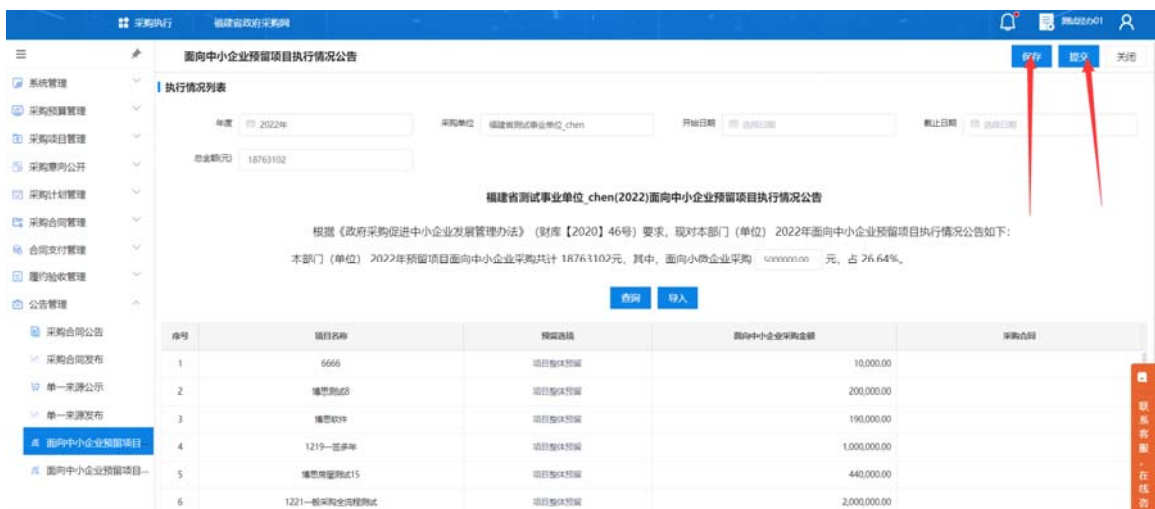 采购执行 福建省政府采购网 测试经办01
面向中小企业预留项目执行情况公告 保存 提交 关闭
系统管理
采购预算管理
采购项目管理
采购意向公开
采购计划管理
采购合同管理
合同支付管理
履约验收管理
公告管理
采购合同公告
采购合同发布
单一来源公示
单一来源发布
面向中小企业预留项目...
面向中小企业预留项目...
执行情况列表
年度 2022年 采购单位 福建省测试事业单位_chen 开始日期 选择日期 截止日期 选择日期
总金额(元) 18763102
福建省测试事业单位_chen(2022)面向中小企业预留项目执行情况公告
根据《政府采购促进中小企业发展管理办法》（财库【2020】46号）要求，现对本部门（单位） 2022年面向中小企业预留项目执行情况公告如下：
本部门（单位） 2022年预留项目面向中小企业采购共计 18763102元，其中，面向小微企业采购 5000000.00 元，占 26.64%。
查询 导入
序号 项目名称 预留选项 面向中小企业采购金额 采购合同
1 6666 项目整体预留 10,000.00
2 博思测试8 项目整体预留 200,000.00
3 博思软件 项目整体预留 190,000.00
4 1219—签多年 项目整体预留 1,000,000.00
5 项目整体预留 440,000.00
6 1221—般采购全流程测试 项目整体预留 2,000,000.00
联系客服，在线咨